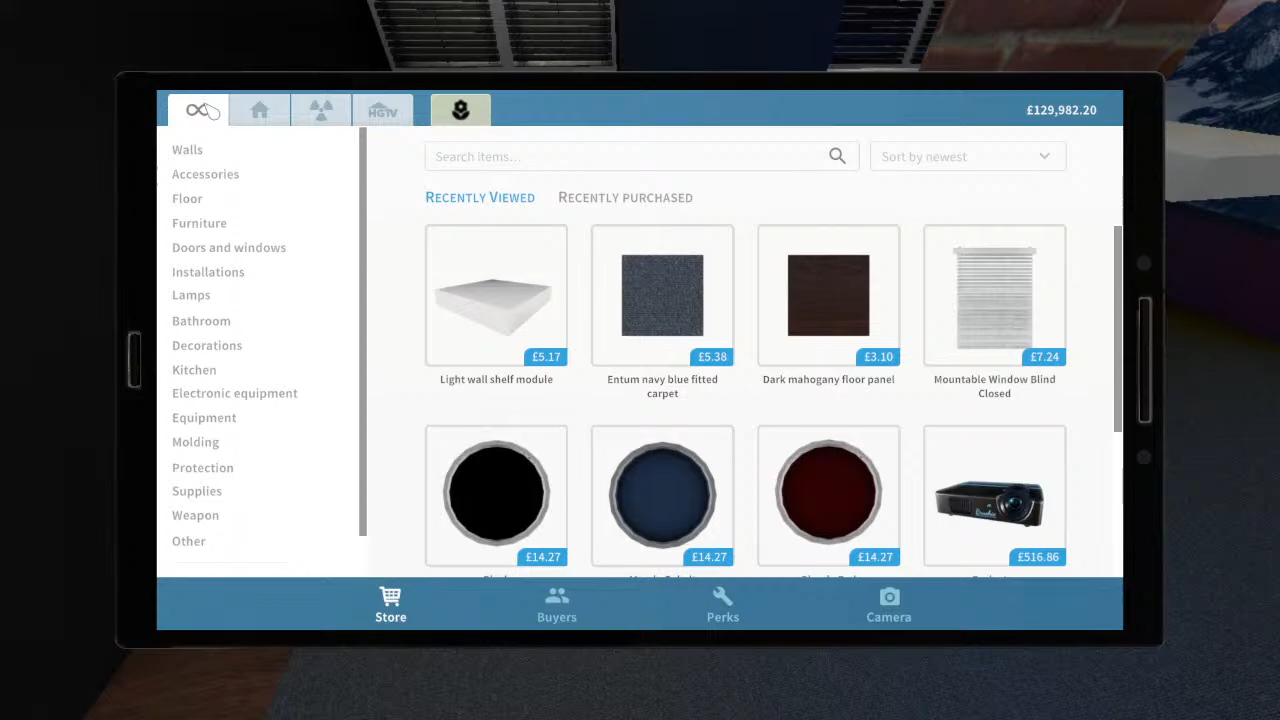 HGTV
£129,982.20
Walls
Accessories
Floor
Furniture
Doors and windows
Installations
Lamps
Bathroom
Decorations
Kitchen
Electronic equipment
Equipment
Molding
Protection
Supplies
Weapon
Other
Search items...
Sort by newest
RECENTLY VIEWED
RECENTLY PURCHASED
£5.17
£5.38
£3.10
£7.24
Light wall shelf module
Entum navy blue fitted
carpet
Dark mahogany floor panel
Mountable Window Blind
Closed
£14.27
£14.27
£14.27
£516.86
Store
Buyers
Perks
Camera